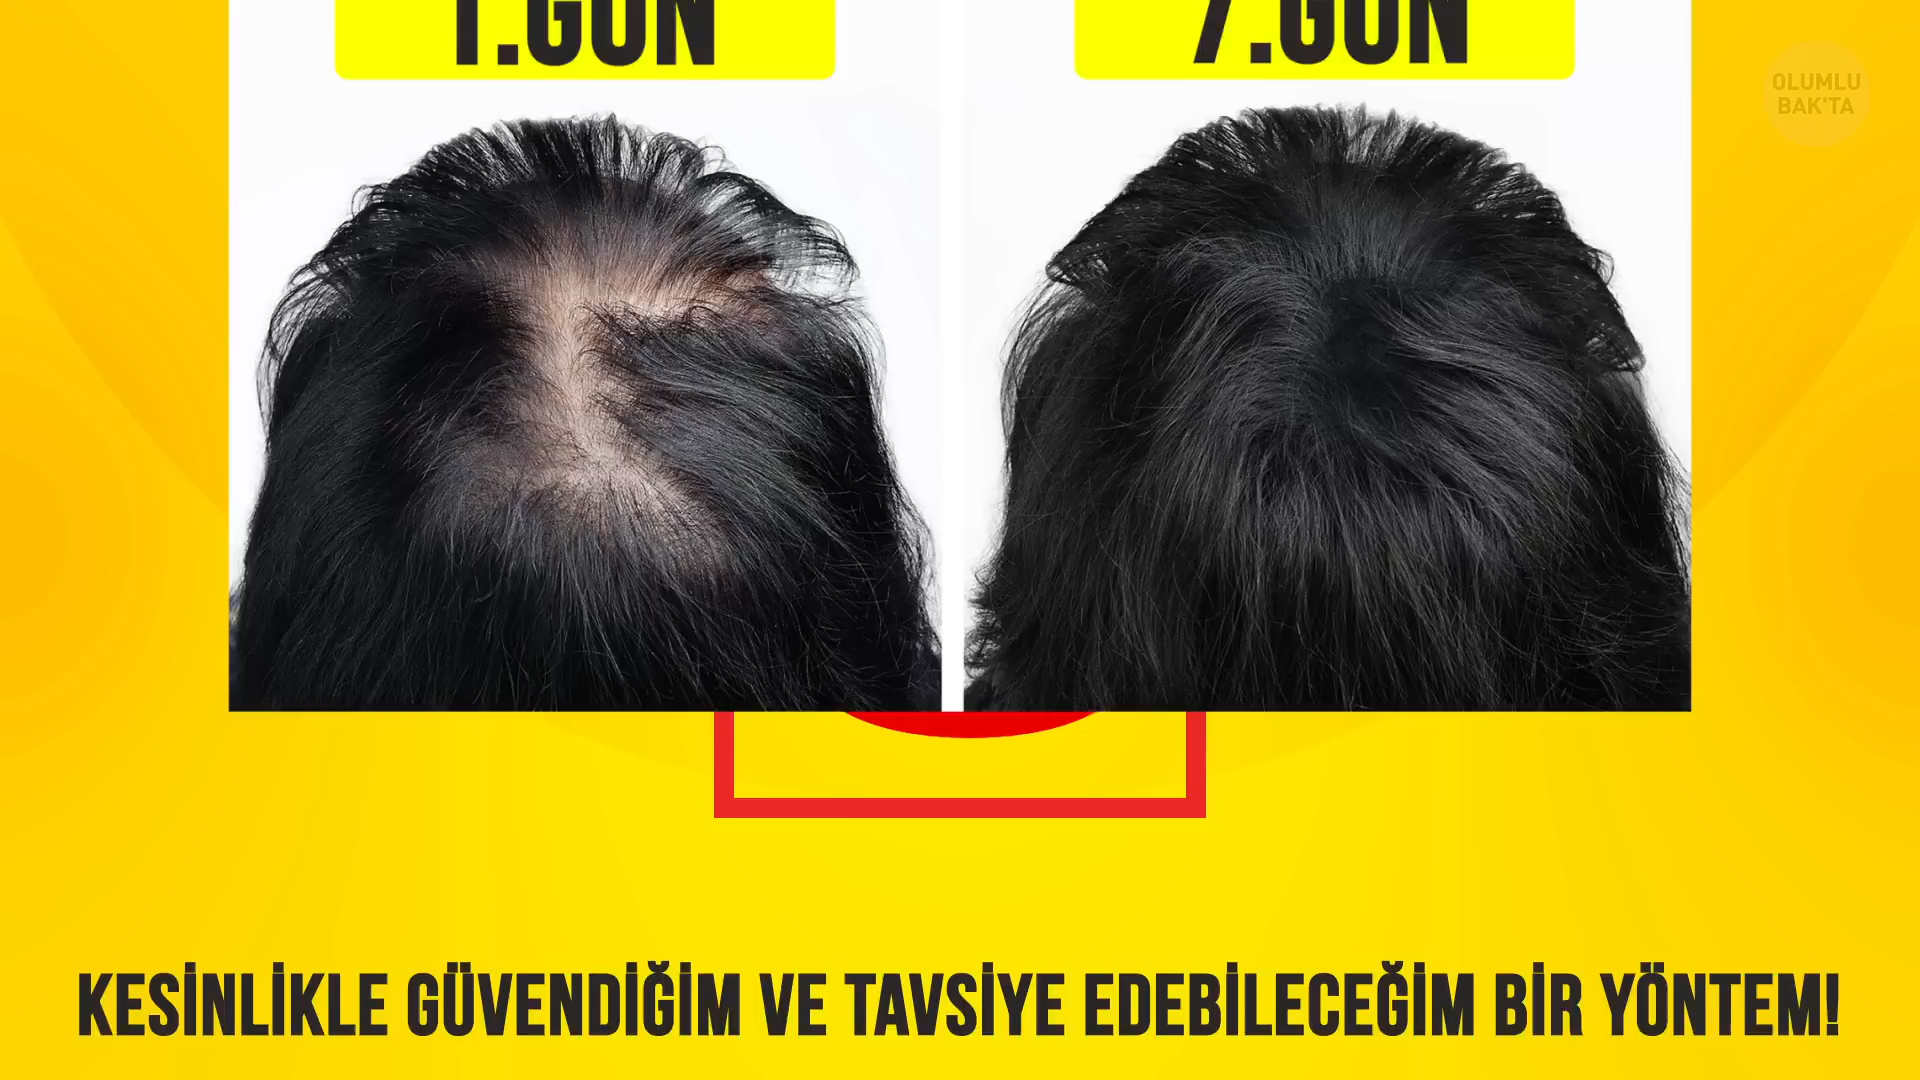 1.GÜN
7.GÜN
OLUMLU
BAK'TA
KESİNLİKLE GÜVENDİĞİM VE TAVSİYE EDEBİLECEĞİM BİR YÖNTEM!